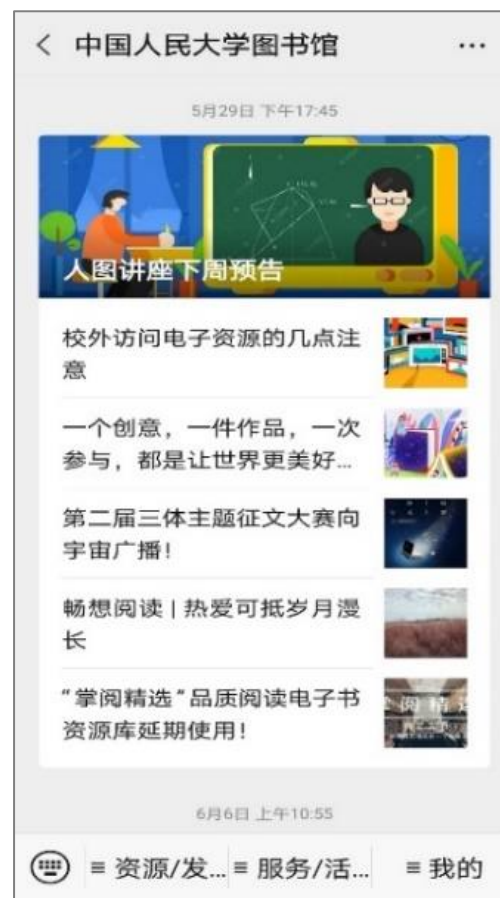 中国人民大学图书馆
5月29日 下午17:45
人图讲座下周预告
校外访问电子资源的几点注
意
一个创意，一件作品，一次
参与，都是让世界更美好...
第二届三体主题征文大赛向
宇宙广播！
畅想阅读 | 热爱可抵岁月漫
长
“掌阅精选”品质阅读电子书
资源库延期使用！
6月6日 上午10:55
≡ 资源/发...
≡ 服务/活...
≡ 我的